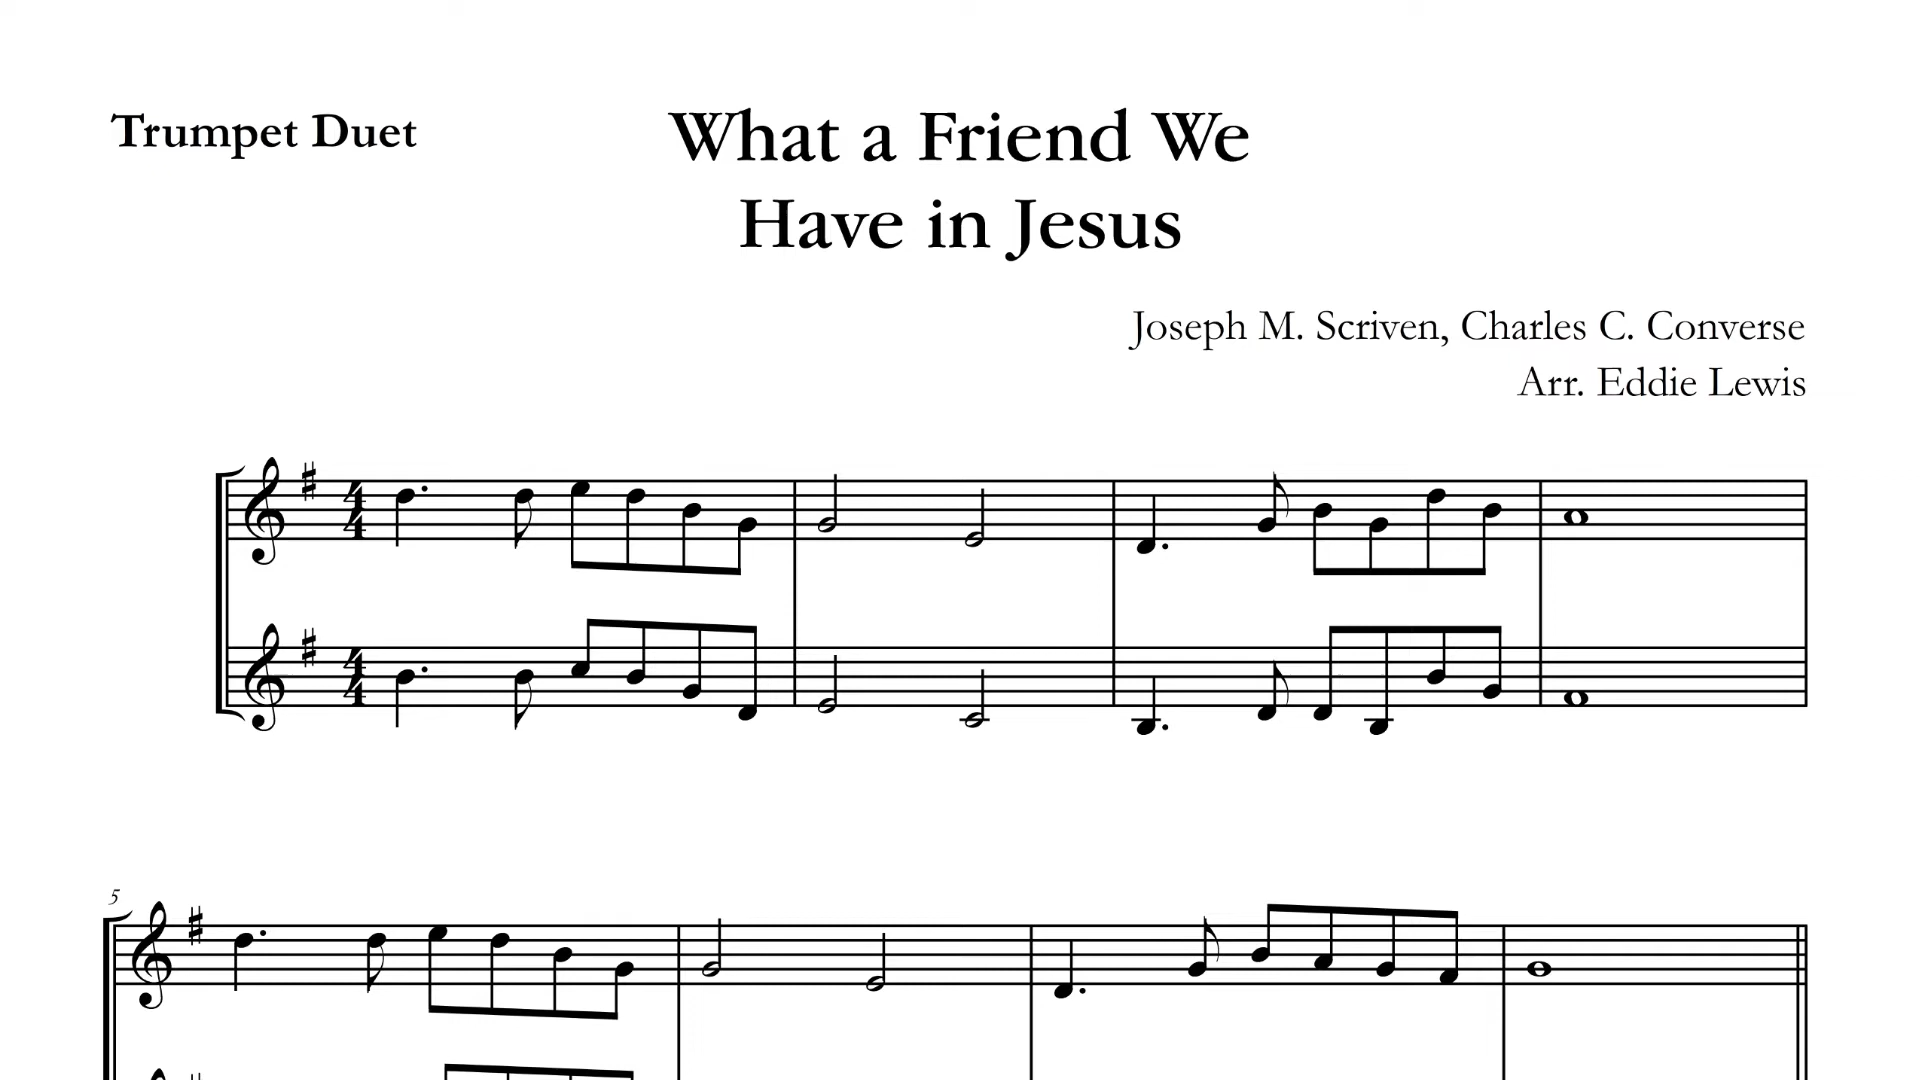 Trumpet Duet
What a Friend We
Have in Jesus
Joseph M. Scriven, Charles C. Converse
Arr. Eddie Lewis
4
4
4
4
5